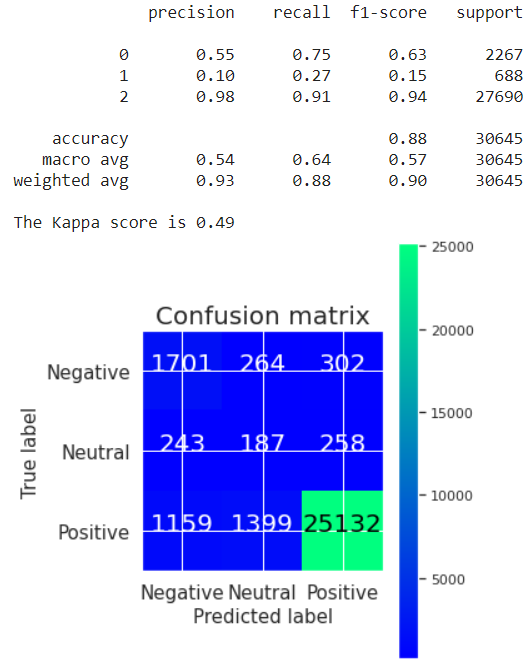 precision recall f1-score support
0 0.55 0.75 0.63 2267
1 0.10 0.27 0.15 688
2 0.98 0.91 0.94 27690
accuracy 0.88 30645
macro avg 0.54 0.64 0.57 30645
weighted avg 0.93 0.88 0.90 30645
The Kappa score is 0.49
Confusion matrix
Negative 1701 264 302
Neutral 243 187 258
Positive 1159 1399 25132
Negative Neutral Positive
Predicted label
True label
25000
20000
15000
10000
5000